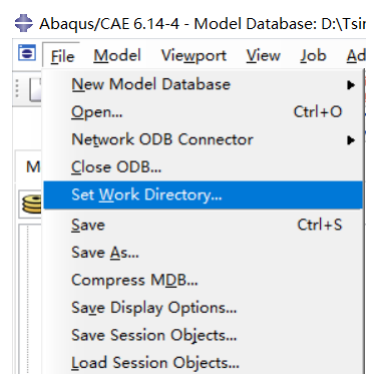 Abaqus/CAE 6.14-4 - Model Database: D:\Tsin
File Model Viewport View Job Ad
New Model Database
Open... Ctrl+O
Network ODB Connector
Close ODB...
M
Set Work Directory...
Save Ctrl+S
Save As...
Compress MDB...
Save Display Options...
Save Session Objects...
Load Session Objects...